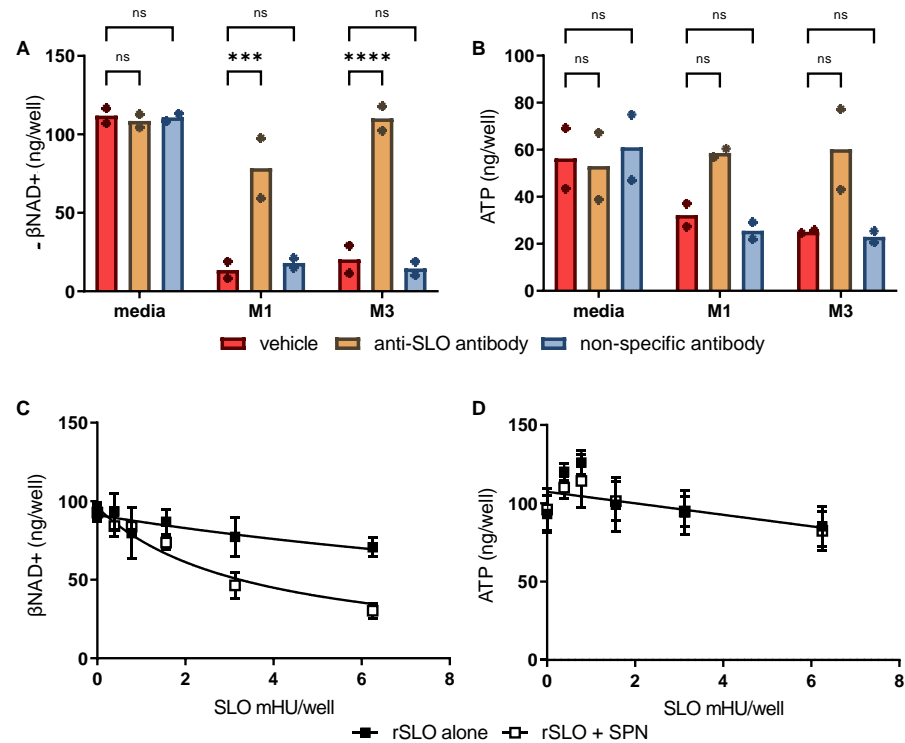 ns ns ns
A ns *** ****
150
100
50
0
- βNAD+ (ng/well)
media M1 M3
ns ns ns
B ns ns ns
100
80
60
40
20
0
ATP (ng/well)
media M1 M3
vehicle anti-SLO antibody non-specific antibody
C
150
100
50
0
βNAD+ (ng/well)
0 2 4 6 8
SLO mHU/well
D
150
100
50
0
ATP (ng/well)
0 2 4 6 8
SLO mHU/well
rSLO alone rSLO + SPN